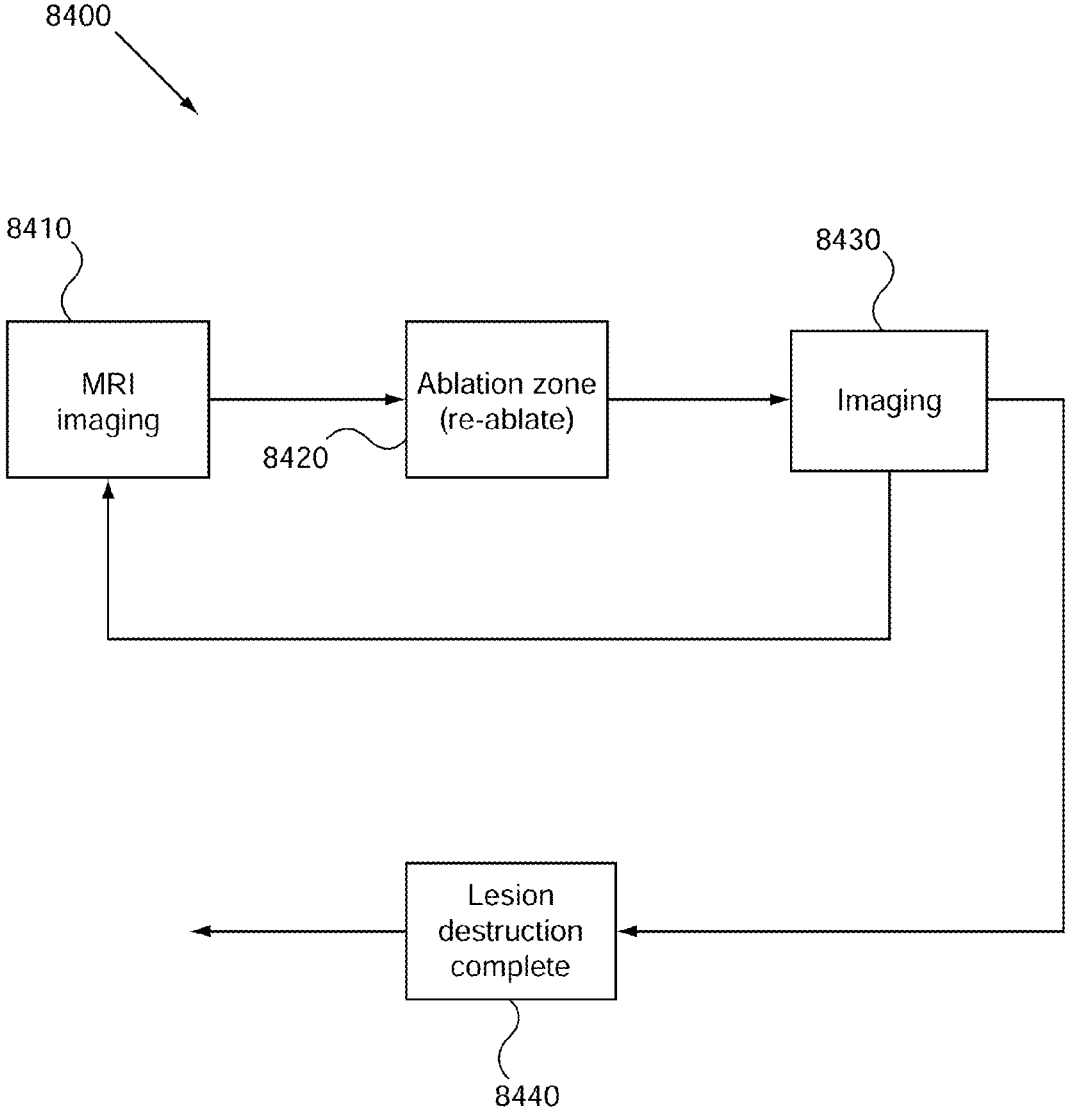 8400
8410
MRI
imaging
8420
Ablation zone
(re-ablate)
8430
Imaging
Lesion
destruction
complete
8440